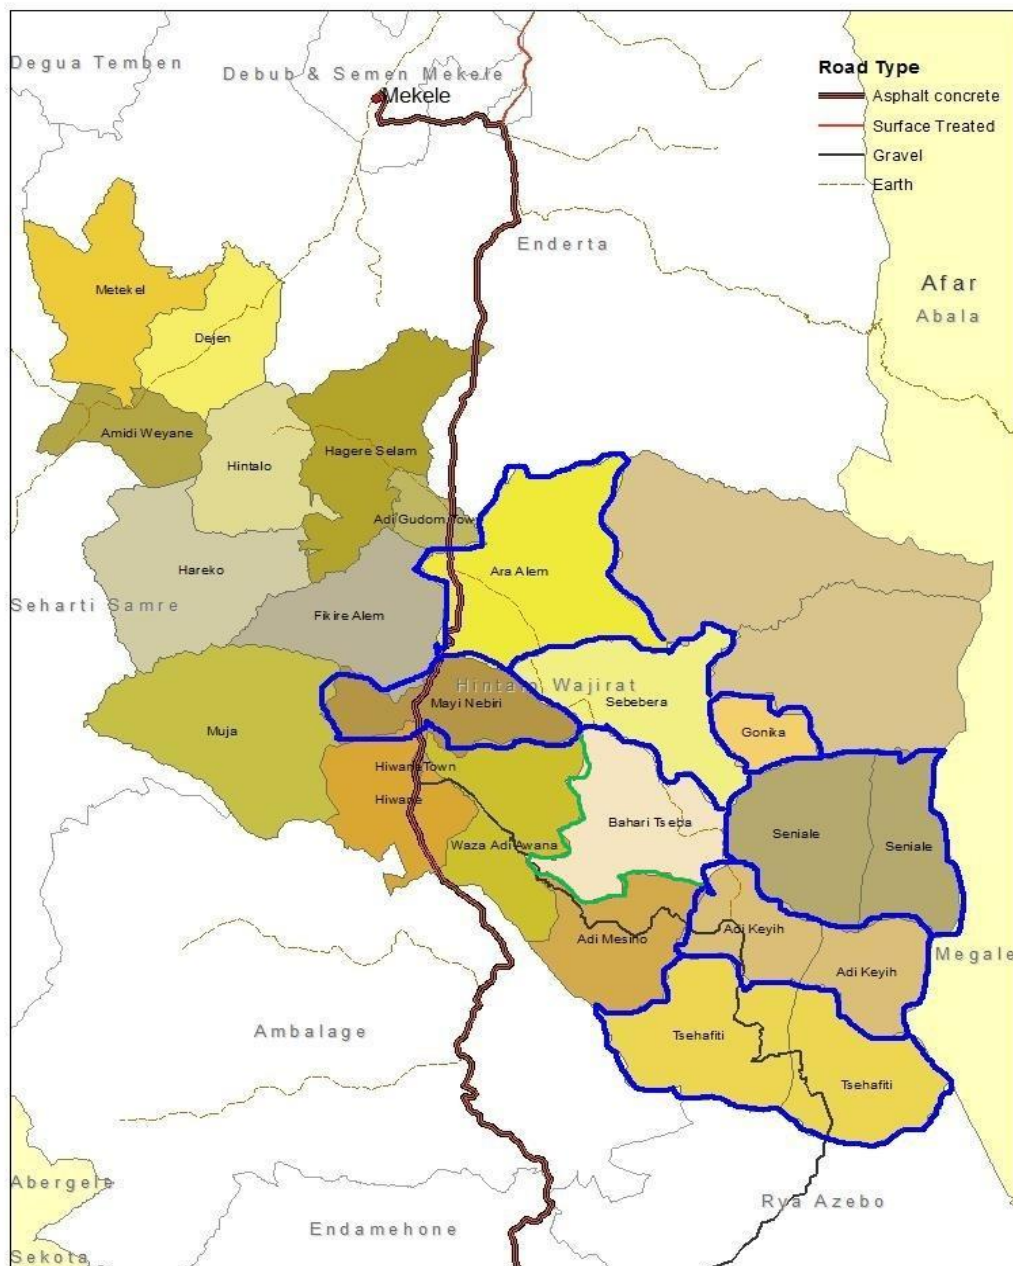 Degua Temben
Debub & Semen Mekele
Mekele
Road Type
Asphalt concrete
Surface Treated
Gravel
Earth
Enderta
Afar
Abala
Metekel
Dejen
Amidi Weyane
Hintalo
Hagere Selam
Adi Gudom Tow
Hareko
Ara Alem
Seharti Samre
Fikire Alem
Hintalo Wajirat
Mayi Nebiri
Sebebera
Muja
Gonika
Hiwane Town
Hiwane
Bahari Tseba
Seniale
Seniale
Waza Adi Awana
Adi Mesino
Adi Keyih
Adi Keyih
Megale
Ambalage
Tsehafiti
Tsehafiti
Abergele
Rya Azebo
Endamehone
Sekota